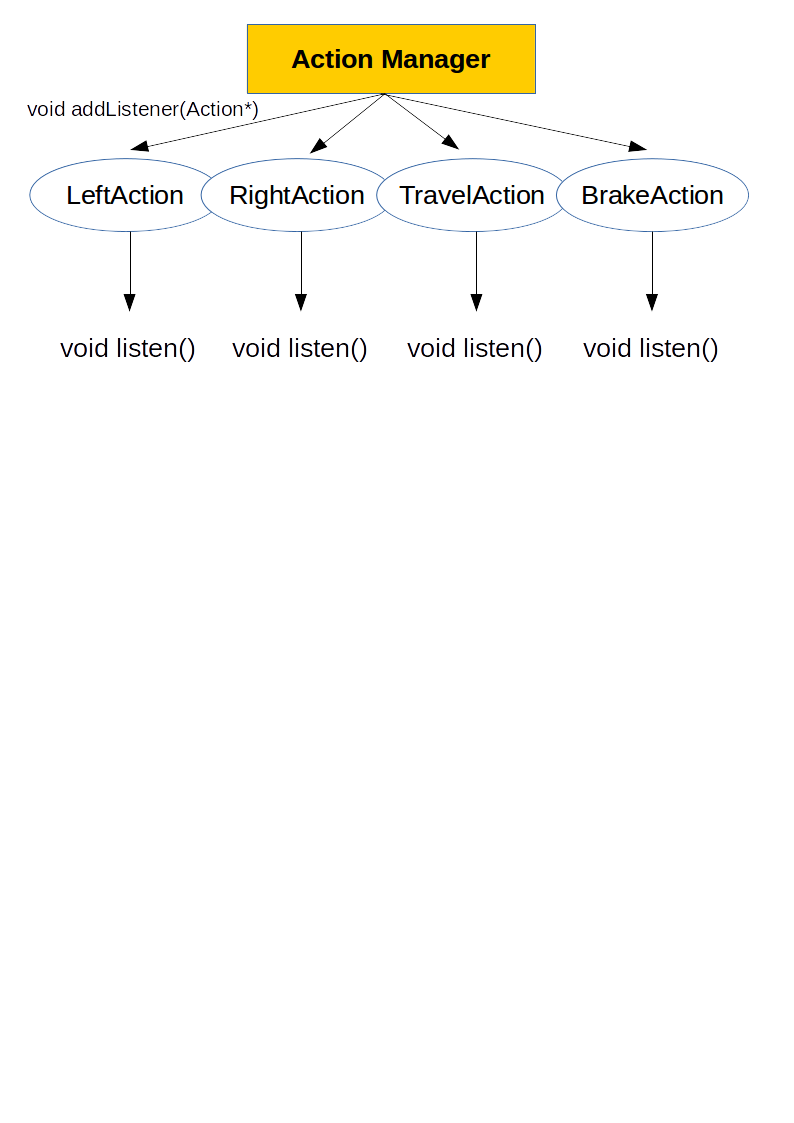 Action Manager
void addListener(Action*)
LeftAction
RightAction
TravelAction
BrakeAction
void listen()
void listen()
void listen()
void listen()